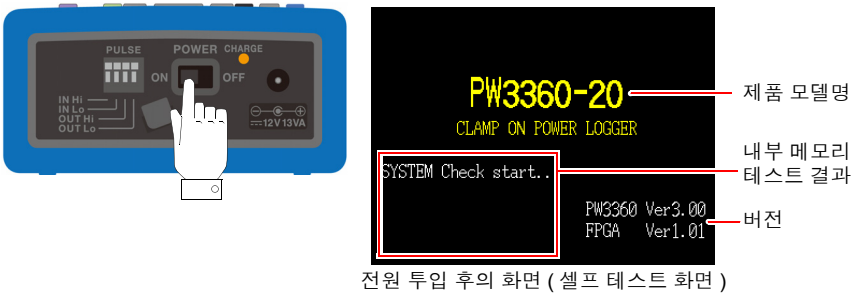 PULSE
POWER
CHARGE
ON
OFF
IN Hi
IN Lo
OUT Hi
OUT Lo
12V 13VA
PW3360-20
CLAMP ON POWER LOGGER
SYSTEM Check start..
PW3360 Ver3.00
FPGA Ver1.01
제품 모델명
내부 메모리
테스트 결과
버전
전원 투입 후의 화면 ( 셀프 테스트 화면 )